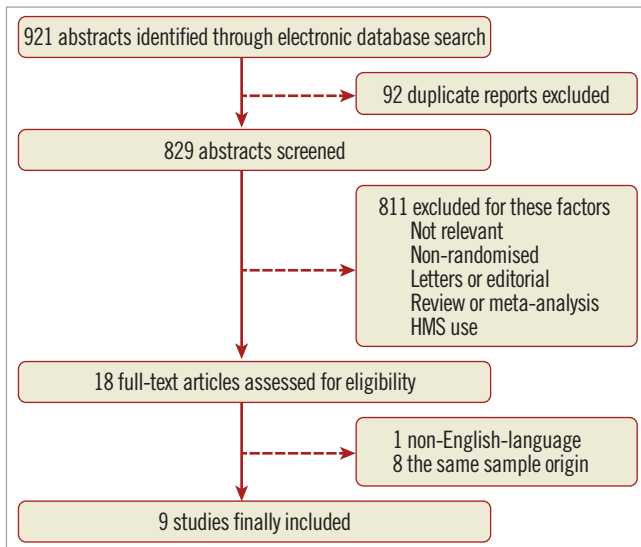 921 abstracts identified through electronic database search
92 duplicate reports excluded
829 abstracts screened
811 excluded for these factors
Not relevant
Non-randomised
Letters or editorial
Review or meta-analysis
HMS use
18 full-text articles assessed for eligibility
1 non-English-language
8 the same sample origin
9 studies finally included